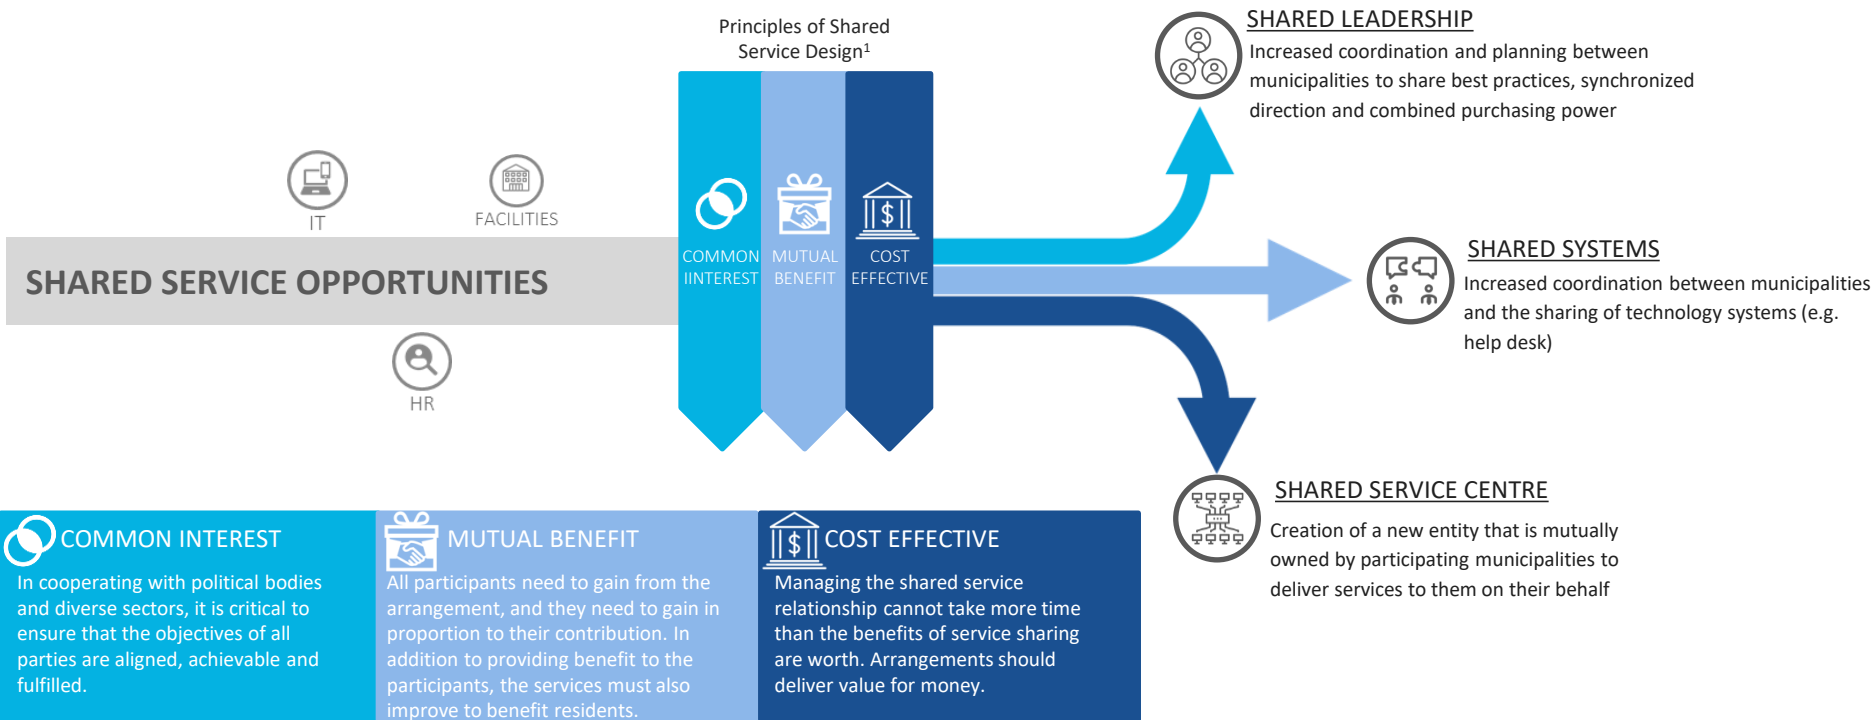 Principles of Shared
Service Design¹
IT
FACILITIES
SHARED SERVICE OPPORTUNITIES
HR
COMMON
IINTEREST
MUTUAL
BENEFIT
COST
EFFECTIVE
SHARED LEADERSHIP
Increased coordination and planning between
municipalities to share best practices, synchronized
direction and combined purchasing power
SHARED SYSTEMS
Increased coordination between municipalities
and the sharing of technology systems (e.g.
help desk)
SHARED SERVICE CENTRE
Creation of a new entity that is mutually
owned by participating municipalities to
deliver services to them on their behalf
COMMON INTEREST
In cooperating with political bodies
and diverse sectors, it is critical to
ensure that the objectives of all
parties are aligned, achievable and
fulfilled.
MUTUAL BENEFIT
All participants need to gain from the
arrangement, and they need to gain in
proportion to their contribution. In
addition to providing benefit to the
participants, the services must also
improve to benefit residents.
COST EFFECTIVE
Managing the shared service
relationship cannot take more time
than the benefits of service sharing
are worth. Arrangements should
deliver value for money.